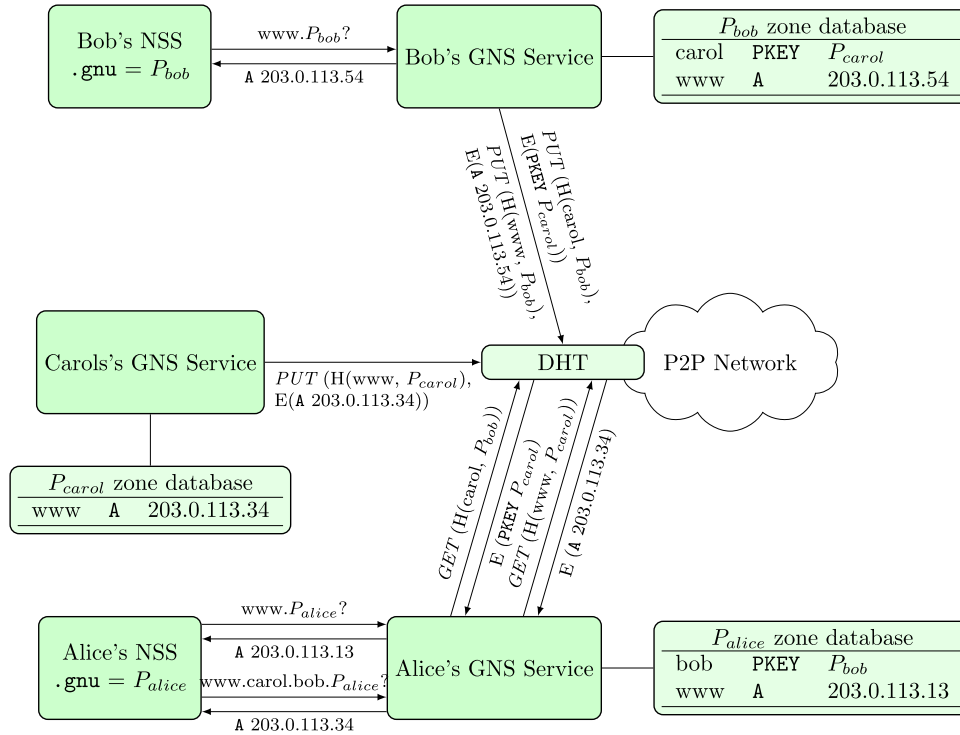 Bob's NSS
.gnu = P_bob
www.P_bob?
A 203.0.113.54
Bob's GNS Service
P_bob zone database
carol PKEY P_carol
www A 203.0.113.54
PUT (H(carol, P_bob),
E(PKEY P_carol))
PUT (H(www, P_bob),
E(A 203.0.113.54))
Carols's GNS Service
PUT (H(www, P_carol),
E(A 203.0.113.34))
DHT
P2P Network
P_carol zone database
www A 203.0.113.34
GET (H(carol, P_bob))
E (PKEY P_carol)
GET (H(www, P_carol))
E (A 203.0.113.34)
Alice's NSS
.gnu = P_alice
www.P_alice?
A 203.0.113.13
www.carol.bob.P_alice?
A 203.0.113.34
Alice's GNS Service
P_alice zone database
bob PKEY P_bob
www A 203.0.113.13